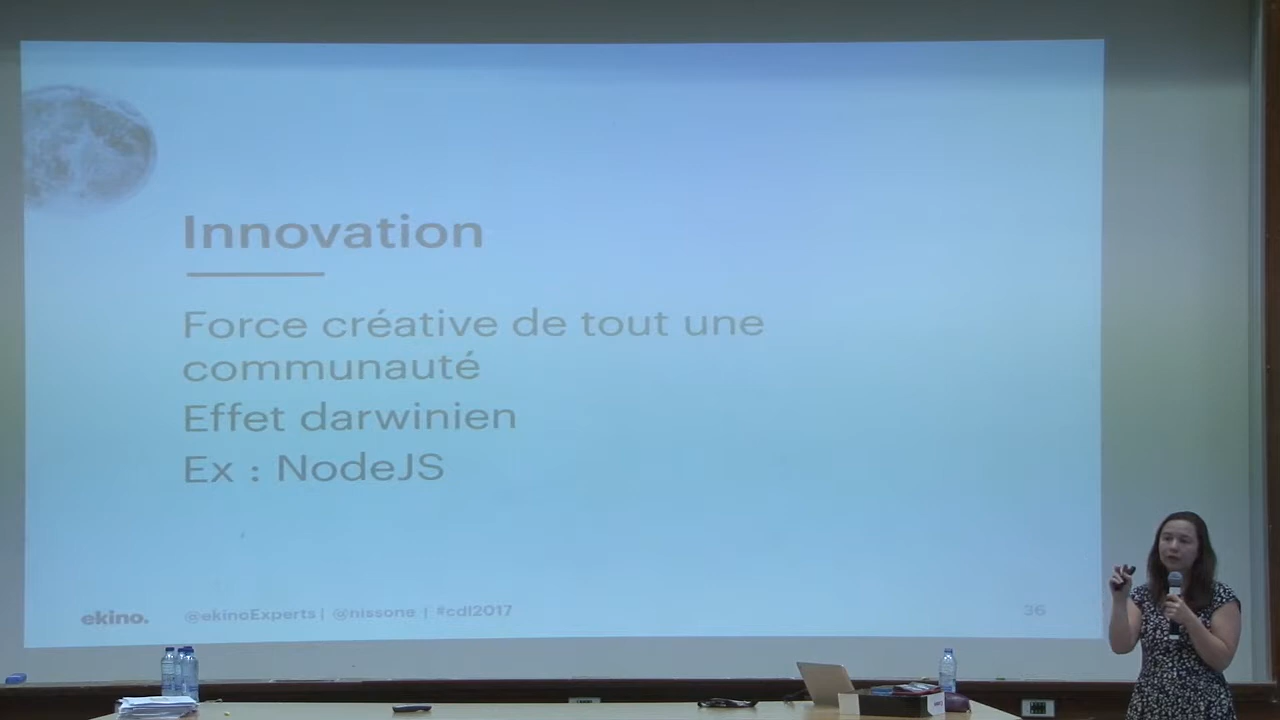 Innovation
Force créative de tout une
communauté
Effet darwinien
Ex : NodeJS
ekino. @ekinoExperts | @nissone | #cdl2017 36